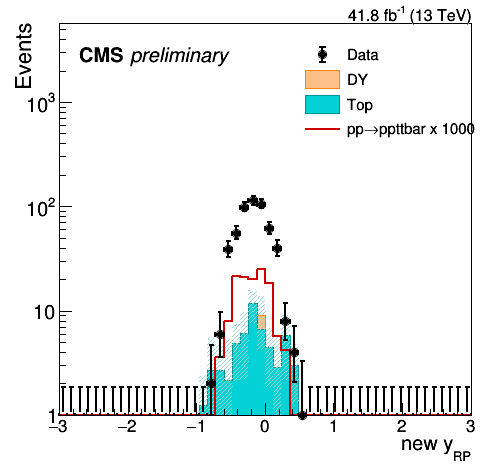 41.8 fb⁻¹ (13 TeV)
Events
CMS preliminary
Data
DY
Top
pp→ppttbar x 1000
10³
10²
10
1
−3 −2 −1 0 1 2 3
new y_RP